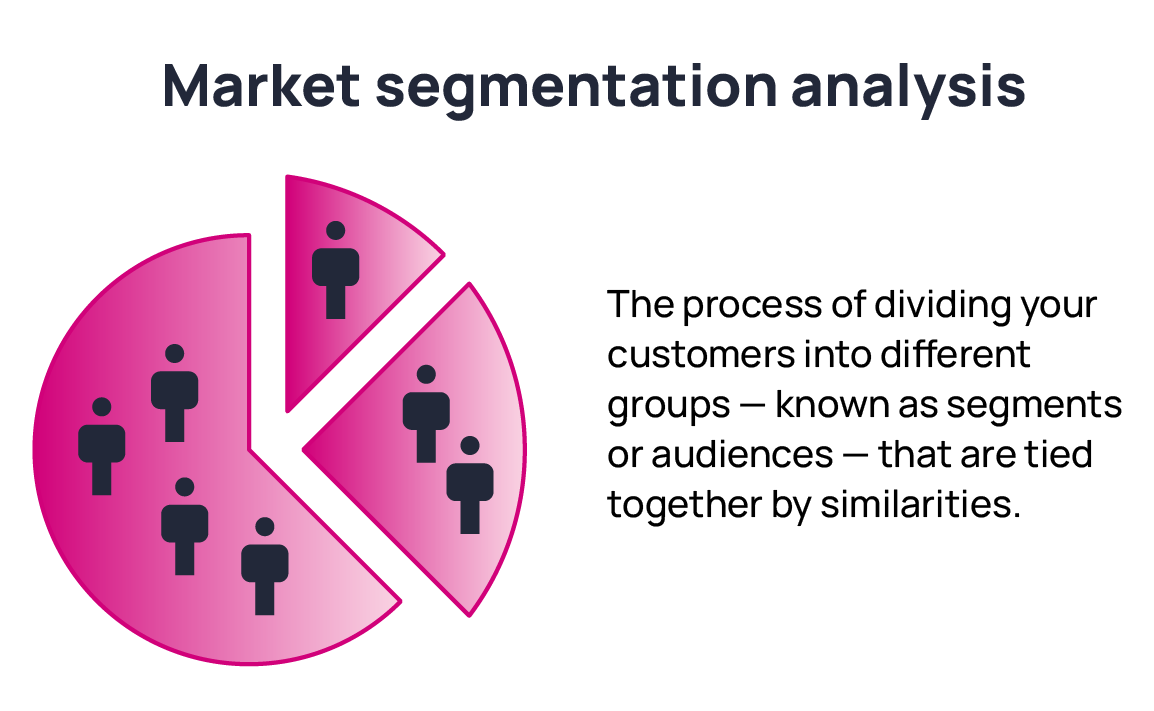 Market segmentation analysis
The process of dividing your
customers into different
groups — known as segments
or audiences — that are tied
together by similarities.